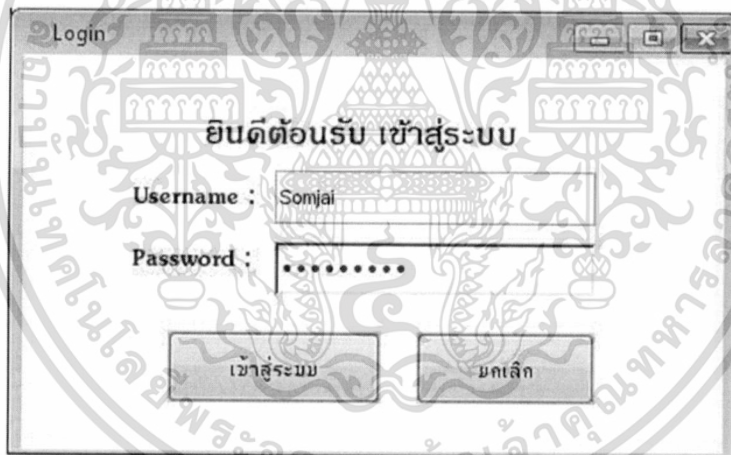 Login
ยินดีต้อนรับ เข้าสู่ระบบ
Username : Somjai
Password : •••••••••
เข้าสู่ระบบ ยกเลิก